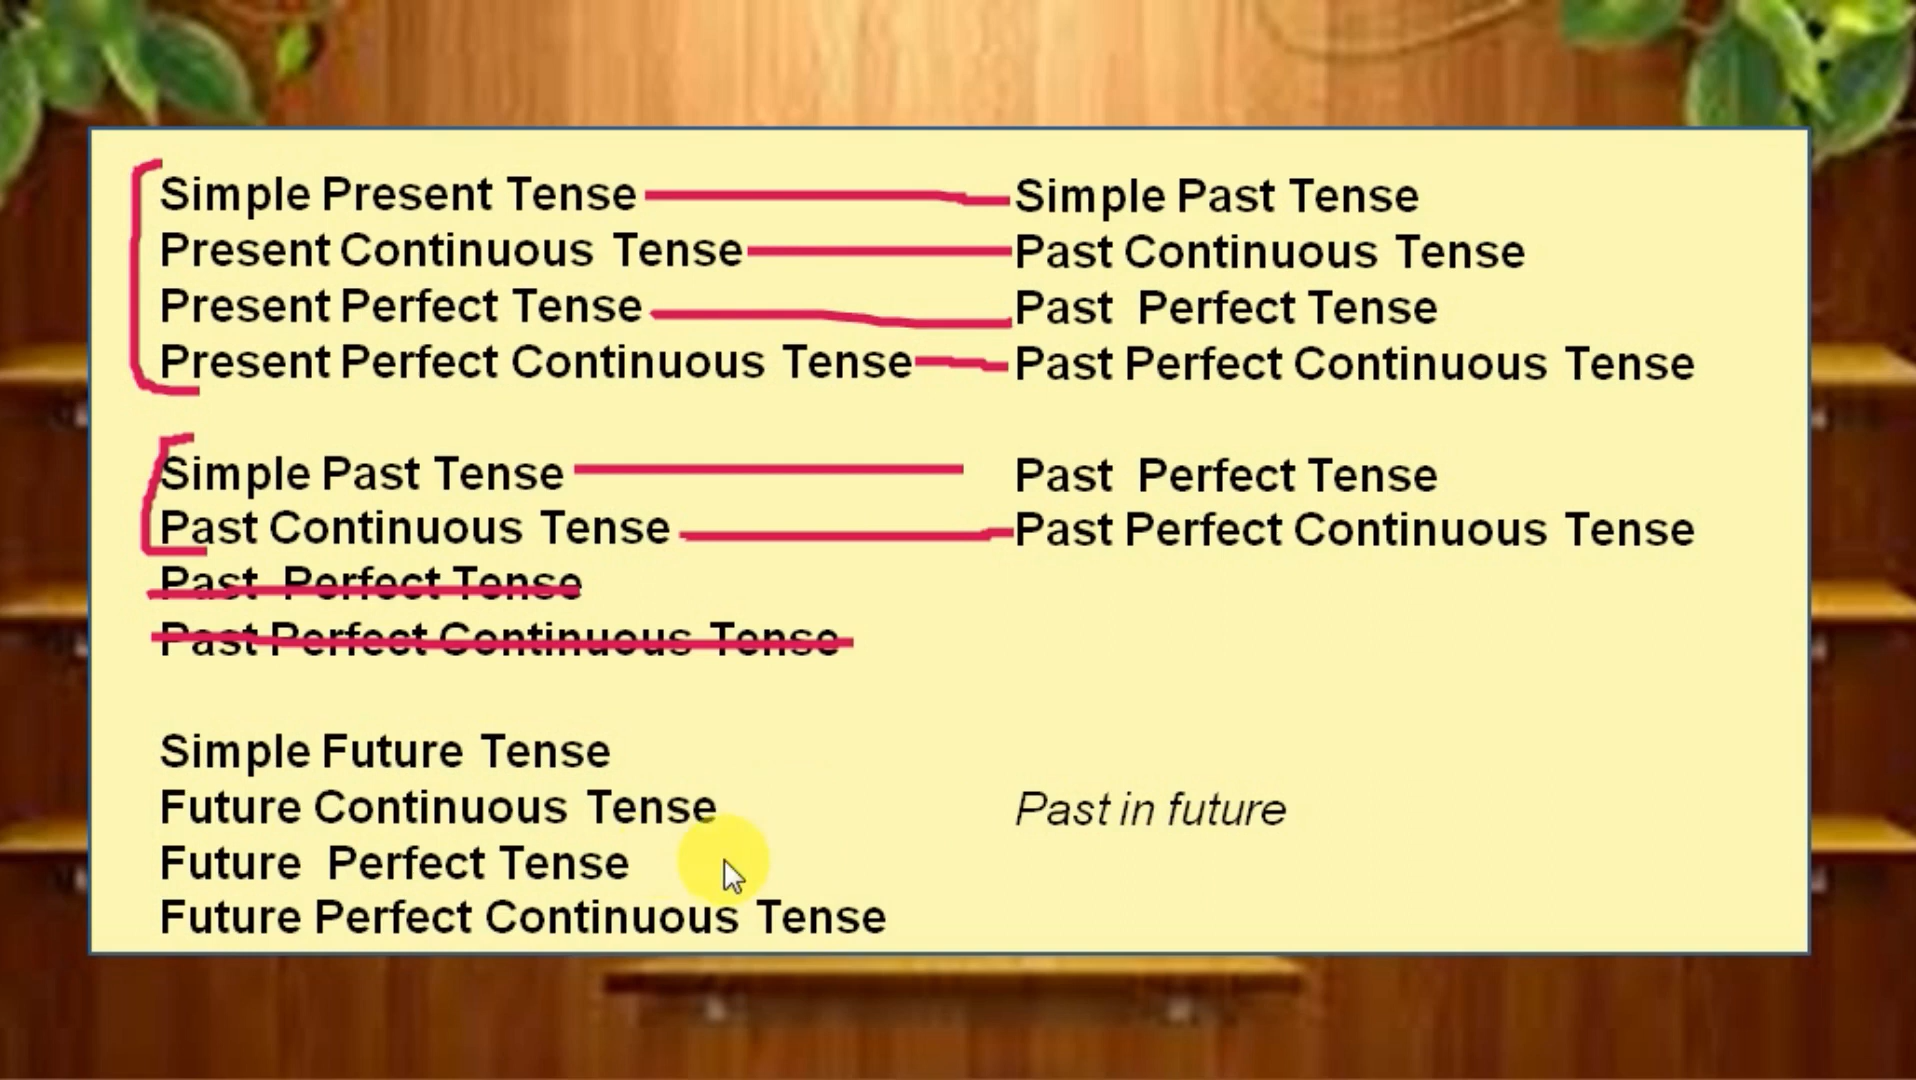 Simple Present Tense Simple Past Tense
Present Continuous Tense Past Continuous Tense
Present Perfect Tense Past Perfect Tense
Present Perfect Continuous Tense Past Perfect Continuous Tense
Simple Past Tense Past Perfect Tense
Past Continuous Tense Past Perfect Continuous Tense
Past Perfect Tense
Past Perfect Continuous Tense
Simple Future Tense
Future Continuous Tense Past in future
Future Perfect Tense
Future Perfect Continuous Tense